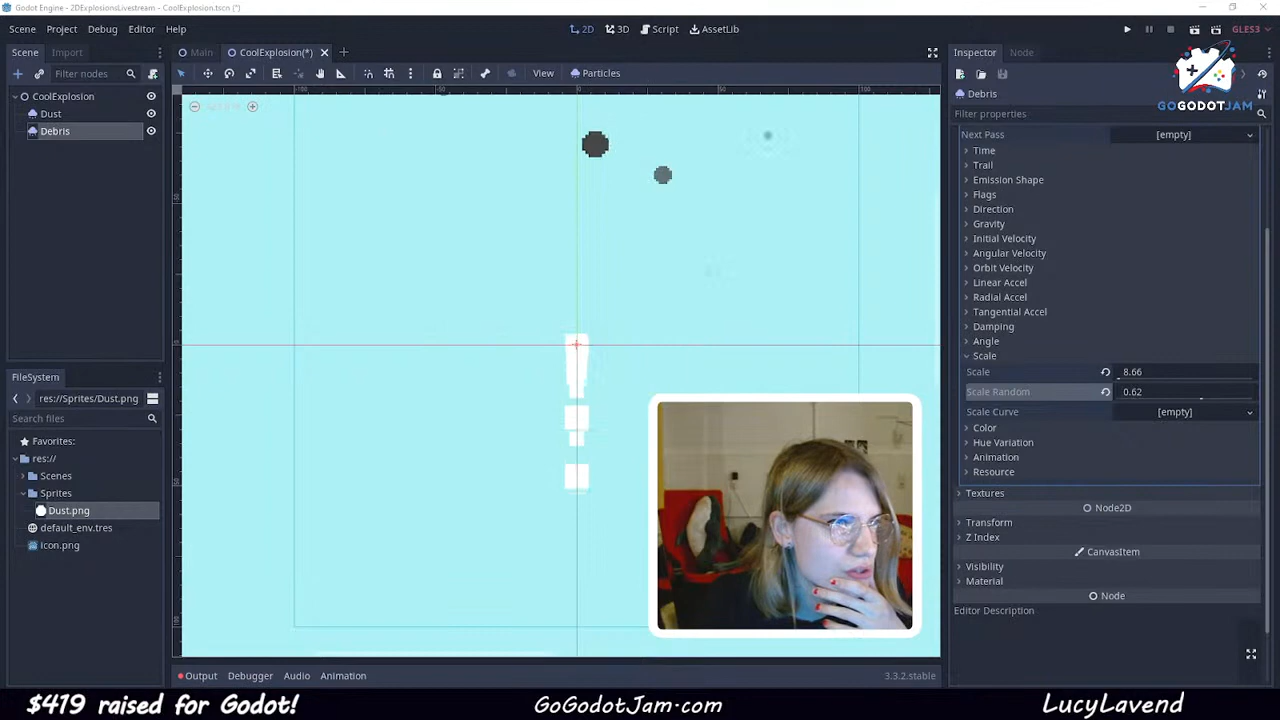 Godot Engine - 2DExplosionsLivestream - CoolExplosion.tscn (*)
Scene Project Debug Editor Help
2D 3D Script AssetLib
GLES3
Scene Import
Main CoolExplosion(*)
Inspector Node
Filter nodes
View Particles
CoolExplosion
Dust
Debris
GOGODOTJAM
Debris
Filter properties
Next Pass [empty]
Time
Trail
Emission Shape
Flags
Direction
Gravity
Initial Velocity
Angular Velocity
Orbit Velocity
Linear Accel
Radial Accel
Tangential Accel
Damping
Angle
Scale
Scale 8.66
Scale Random 0.62
Scale Curve [empty]
Color
Hue Variation
Animation
Resource
Textures
Node2D
Transform
Z Index
CanvasItem
Visibility
Material
Node
Editor Description
FileSystem
res://Sprites/Dust.png
Search files
Favorites:
res://
Scenes
Sprites
Dust.png
default_env.tres
icon.png
Output Debugger Audio Animation
3.3.2.stable
$419 raised for Godot!
GoGodotJam.com
LucyLavend